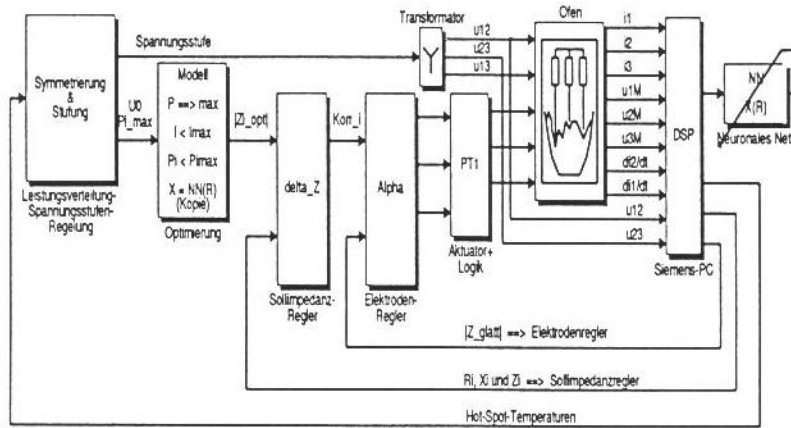 Transformator
Ofen
Spannungsstufe
u12
u23
u13
i1
i2
i3
u1M
u2M
u3M
di2/dt
di1/dt
u12
u23
Symmetrierung
&
Stufung
U0
Pi_max
Leistungsverteilung-
Spannungsstufen-
Regelung
Modell
P ==> max
I < Imax
Pi < Pimax
X = NN(R)
(Kopie)
Optimierung
|Zi_opt|
delta_Z
Sollimpedanz-
Regler
Korr_i
Alpha
Elektroden-
Regler
PT1
Aktuator+
Logik
DSP
Siemens-PC
NN
X(R)
|Z_glatt| ==> Elektrodenregler
Ri, Xi und Zi ==> Sollimpedanzregler
Hot-Spot-Temperaturen